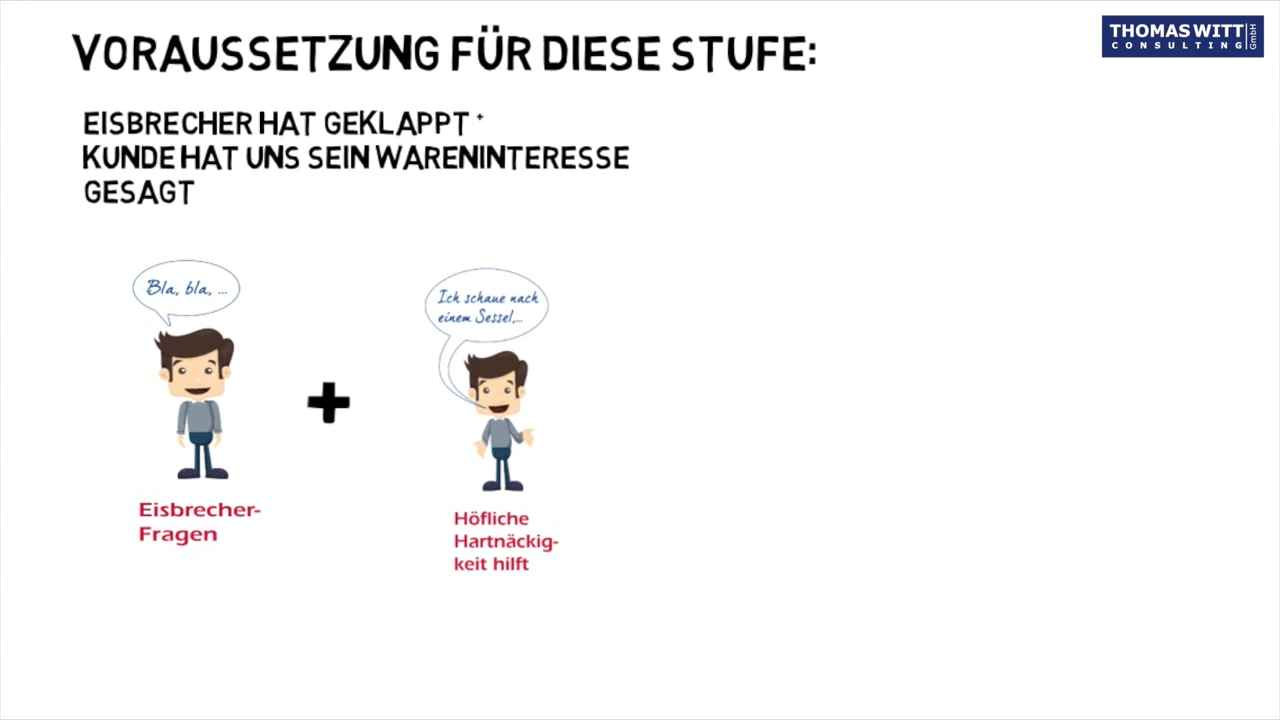 VORAUSSETZUNG FÜR DIESE STUFE:
THOMAS WITT
CONSULTING GmbH
EISBRECHER HAT GEKLAPPT +
KUNDE HAT UNS SEIN WARENINTERESSE
GESAGT
Bla, bla, ...
Ich schaue nach
einem Sessel,...
+
Eisbrecher-
Fragen
Höfliche
Hartnäckig-
keit hilft